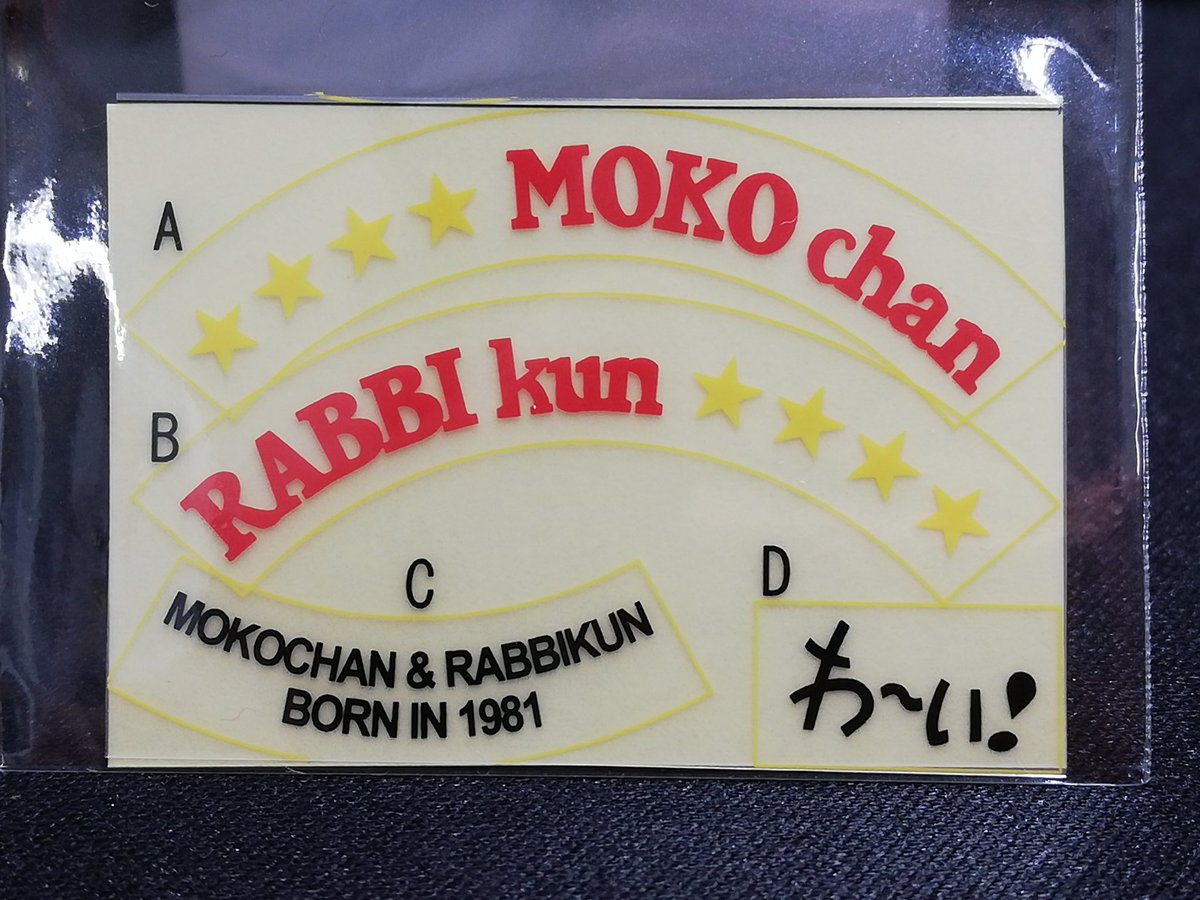 A
★★★★ MOKO chan
B
RABBI kun ★★★★
C
MOKOCHAN & RABBIKUN
BORN IN 1981
D
わ〜い!